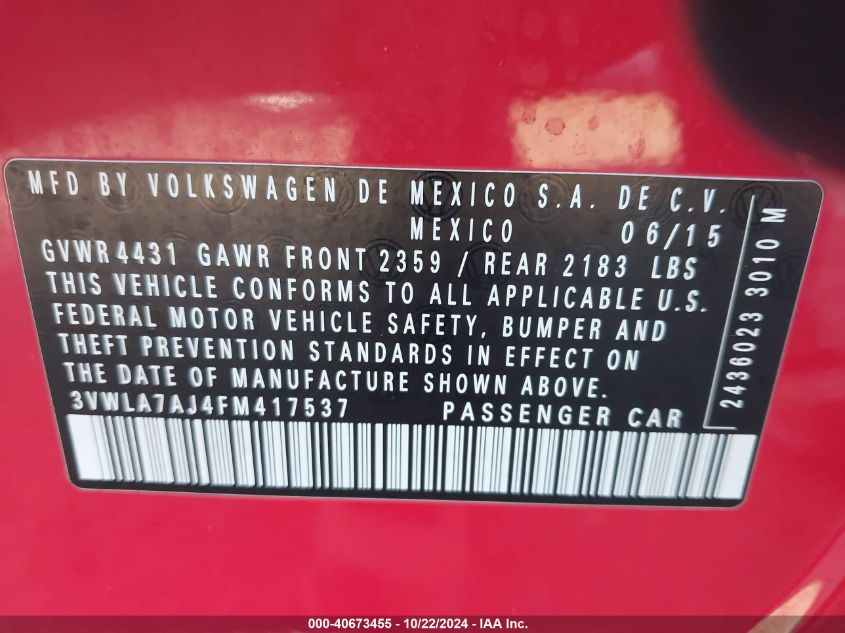 MFD BY VOLKSWAGEN DE MEXICO S.A. DE C.V.
MEXICO 06/15
GVWR4431 GAWR FRONT 2359 / REAR 2183 LBS
THIS VEHICLE CONFORMS TO ALL APPLICABLE U.S.
FEDERAL MOTOR VEHICLE SAFETY, BUMPER AND
THEFT PREVENTION STANDARDS IN EFFECT ON
THE DATE OF MANUFACTURE SHOWN ABOVE.
3VWLA7AJ4FM417537 PASSENGER CAR
2436023 3010 M
000-40673455 - 10/22/2024 - IAA Inc.